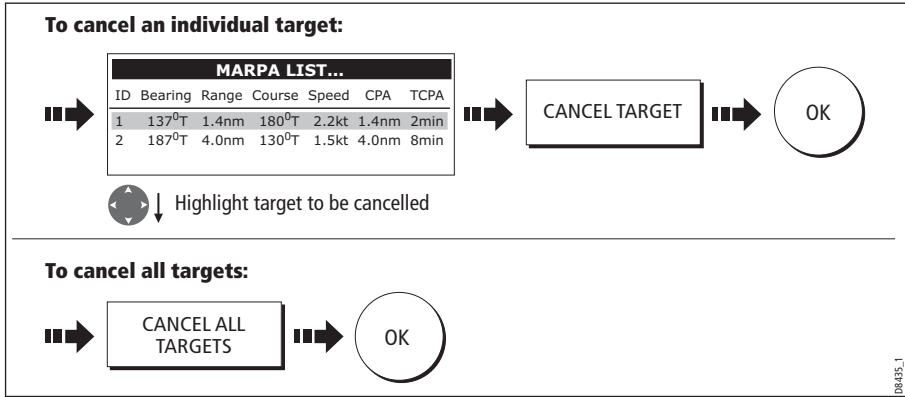 To cancel an individual target:
MARPA LIST...
ID Bearing Range Course Speed CPA TCPA
1 137⁰T 1.4nm 180⁰T 2.2kt 1.4nm 2min
2 187⁰T 4.0nm 130⁰T 1.5kt 4.0nm 8min
CANCEL TARGET
OK
Highlight target to be cancelled
To cancel all targets:
CANCEL ALL
TARGETS
OK
D8435_1